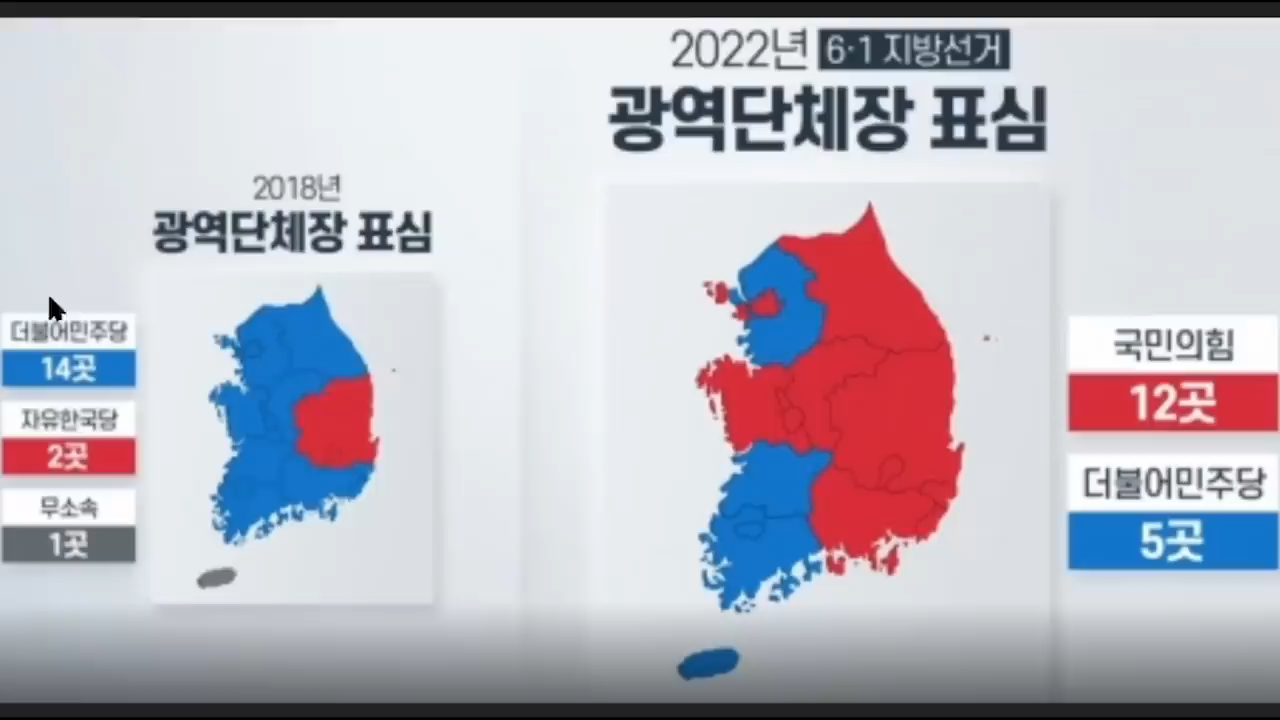 2022년 6·1 지방선거
광역단체장 표심
2018년
광역단체장 표심
더불어민주당
14곳
자유한국당
2곳
무소속
1곳
국민의힘
12곳
더불어민주당
5곳